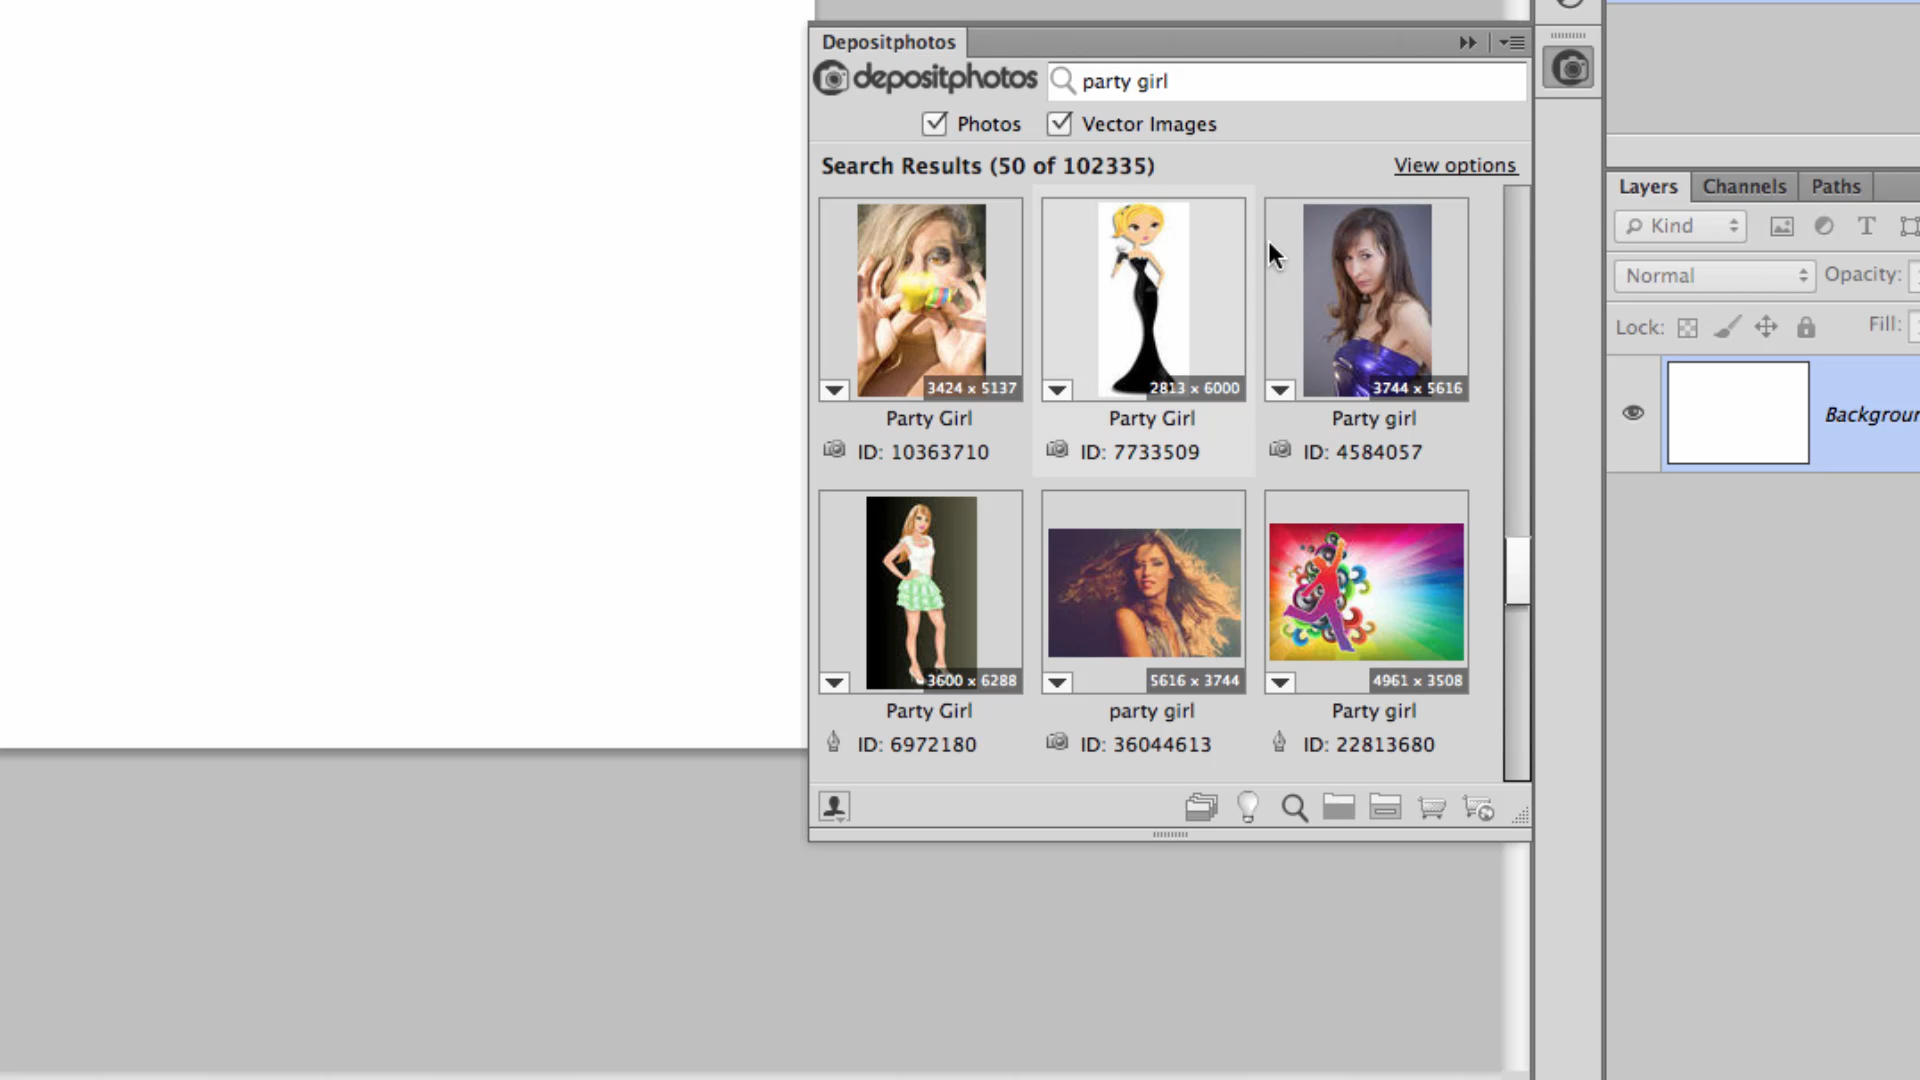 Depositphotos
depositphotos
party girl
Photos
Vector Images
Search Results (50 of 102335)
View options
3424 x 5137
2813 x 6000
3744 x 5616
Party Girl
Party Girl
Party girl
ID: 10363710
ID: 7733509
ID: 4584057
3600 x 6288
5616 x 3744
4961 x 3508
Party Girl
party girl
Party girl
ID: 6972180
ID: 36044613
ID: 22813680
Layers
Channels
Paths
Kind
T
Normal
Opacity:
Lock:
Fill:
Backgroun